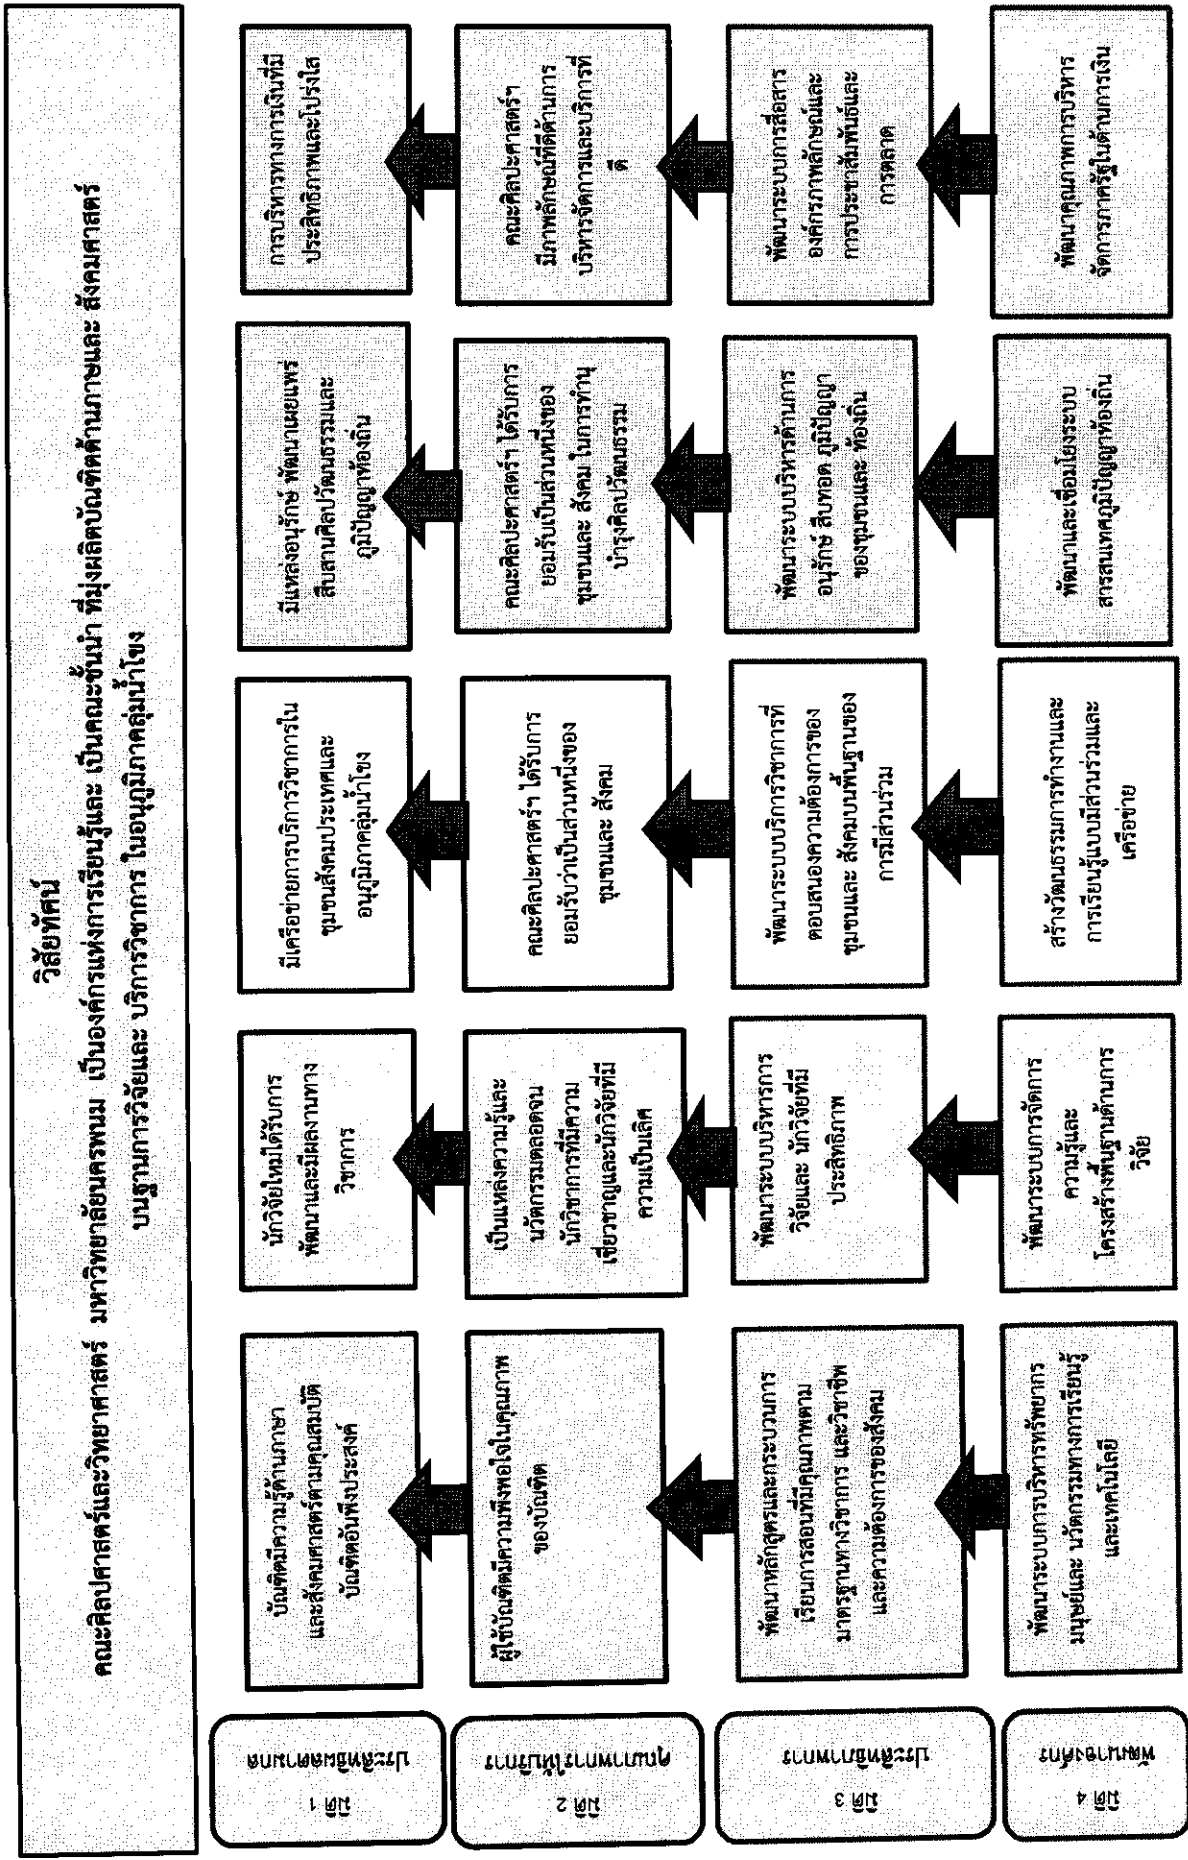 วิสัยทัศน์
คณะศิลปศาสตร์และวิทยาศาสตร์ มหาวิทยาลัยนครพนม เป็นองค์กรแห่งการเรียนรู้และ เป็นคณะชั้นนำ ที่มุ่งผลิตบัณฑิตด้านภาษและ สังคมศาสตร์
บนฐานการวิจัยและ บริการวิชาการ ในอนุภูมิภาคลุ่มน้ำโขง
มิติ 1
ประสิทธิผลตามกล
บัณฑิตมีความรู้ด้านภาษา
และสังคมศาสตร์ตามคุณสมบัติ
บัณฑิตอันพึงประสงค์
นักวิจัยใหม่ได้รับการ
พัฒนาและมีผลงานทาง
วิชาการ
มีเครือข่ายการบริการวิชาการใน
ชุมชนสังคมประเทศและ
อนุภูมิภาคลุ่มน้ำโขง
มีแหล่งอนุรักษ์ พัฒนาเผยแพร่
สืบสานศิลปวัฒนธรรมและ
ภูมิปัญญาท้องถิ่น
การบริหารทางการเงินที่มี
ประสิทธิภาพและโปร่งใส
มิติ 2
คุณภาพการให้บริการ
ผู้ใช้บัณฑิตมีความพึงพอใจในคุณภาพ
ของบัณฑิต
เป็นแหล่งความรู้และ
นวัตกรรมตลอดจน
นักวิชาการที่มีความ
เชี่ยวชาญและนักวิจัยที่มี
ความเป็นเลิศ
คณะศิลปะศาสตร์ฯ ได้รับการ
ยอมรับว่าเป็นส่วนหนึ่งของ
ชุมชนและ สังคม
คณะศิลปะศาสตร์ฯ ได้รับการ
ยอมรับเป็นส่วนหนึ่งของ
ชุมชนและ สังคม ในการทำนุ
บำรุงศิลปวัฒนธรรม
คณะศิลปะศาสตร์ฯ
มีภาพลักษณ์ที่ดีด้านการ
บริหารจัดการและบริการที่
ดี
มิติ 3
ประสิทธิภาพการ
พัฒนาหลักสูตรและกระบวนการ
เรียนการสอนที่มีคุณภาพตาม
มาตรฐานทางวิชาการ และวิชาชีพ
และความต้องการของสังคม
พัฒนาระบบบริหารการ
วิจัยและ นักวิจัยที่มี
ประสิทธิภาพ
พัฒนาระบบบริการวิชาการที่
ตอบสนองความต้องการของ
ชุมชนและ สังคมบนพื้นฐานของ
การมีส่วนร่วม
พัฒนาระบบบริหารด้านการ
อนุรักษ์ สืบทอด ภูมิปัญญา
ของชุมชนและ ท้องถิ่น
พัฒนาระบบการสื่อสาร
องค์กรภาพลักษณ์และ
การประชาสัมพันธ์และ
การตลาด
มิติ 4
พัฒนาองค์กร
พัฒนาระบบการบริหารทรัพยากร
มนุษย์และ นวัตกรรมทางการเรียนรู้
และเทคโนโลยี
พัฒนาระบบการจัดการ
ความรู้และ
โครงสร้างพื้นฐานด้านการ
วิจัย
สร้างวัฒนธรรมการทำงานและ
การเรียนรู้แบบมีส่วนร่วมและ
เครือข่าย
พัฒนาและเชื่อมโยงระบบ
สารสนเทศภูมิปัญญาท้องถิ่น
พัฒนาคุณภาพการบริหาร
จัดการภาครัฐในด้านการเงิน